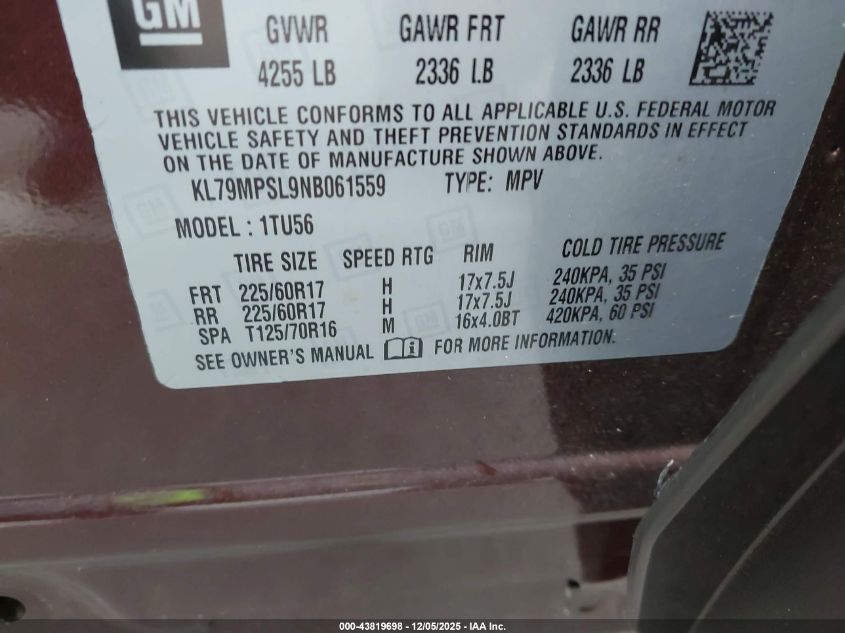 GM
GVWR GAWR FRT GAWR RR
4255 LB 2336 LB 2336 LB
THIS VEHICLE CONFORMS TO ALL APPLICABLE U.S. FEDERAL MOTOR
VEHICLE SAFETY AND THEFT PREVENTION STANDARDS IN EFFECT
ON THE DATE OF MANUFACTURE SHOWN ABOVE.
KL79MPSL9NB061559 TYPE: MPV
MODEL : 1TU56
TIRE SIZE SPEED RTG RIM COLD TIRE PRESSURE
FRT 225/60R17 H 17x7.5J 240KPA, 35 PSI
RR 225/60R17 H 17x7.5J 240KPA, 35 PSI
SPA T125/70R16 M 16x4.0BT 420KPA, 60 PSI
SEE OWNER'S MANUAL FOR MORE INFORMATION.
000-43819698 - 12/05/2025 - IAA Inc.